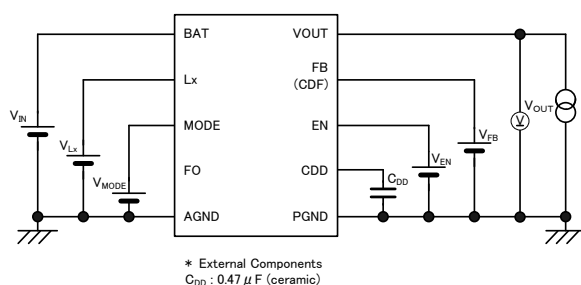 BAT VOUT
Lx FB
(CDF)
MODE EN
FO CDD
AGND PGND
V_IN
V_Lx
V_MODE
C_DD
V_EN
V_FB
V_OUT
V
* External Components
C_DD : 0.47 μ F (ceramic)